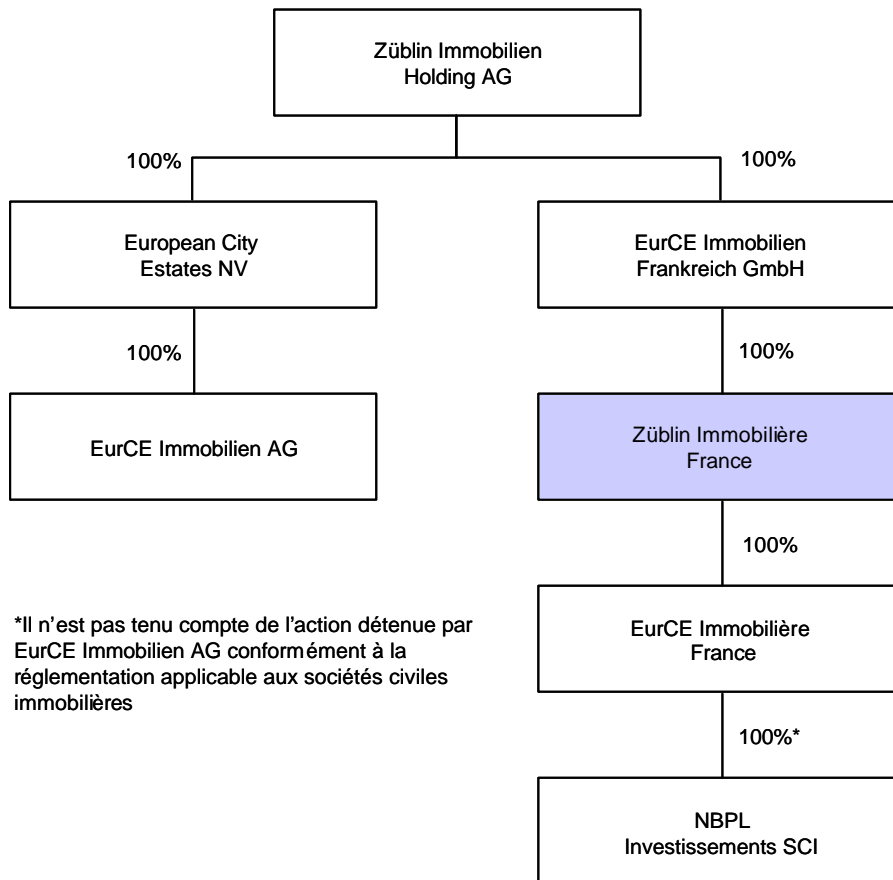 Züblin Immobilien
Holding AG
100%
100%
European City
Estates NV
EurCE Immobilien
Frankreich GmbH
100%
100%
EurCE Immobilien AG
Züblin Immobilière
France
100%
*Il n'est pas tenu compte de l'action détenue par
EurCE Immobilien AG conformément à la
réglementation applicable aux sociétés civiles
immobilières
EurCE Immobilière
France
100%*
NBPL
Investissements SCI